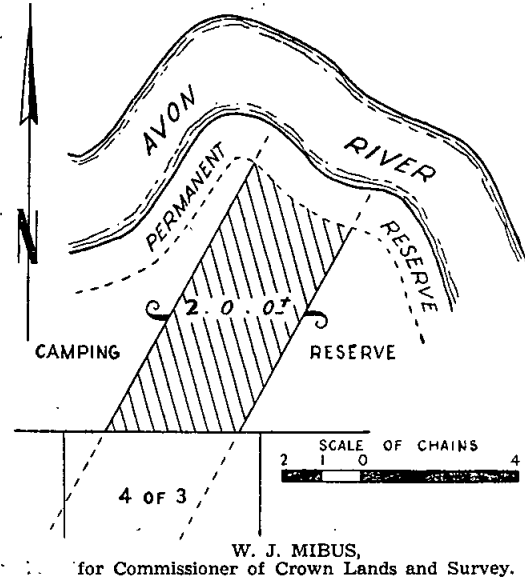 AVON RIVER
N
PERMANENT RESERVE
2 . 0 . 0±
CAMPING RESERVE
4 OF 3
SCALE OF CHAINS
2 1 0 4
W. J. MIBUS,
for Commissioner of Crown Lands and Survey.